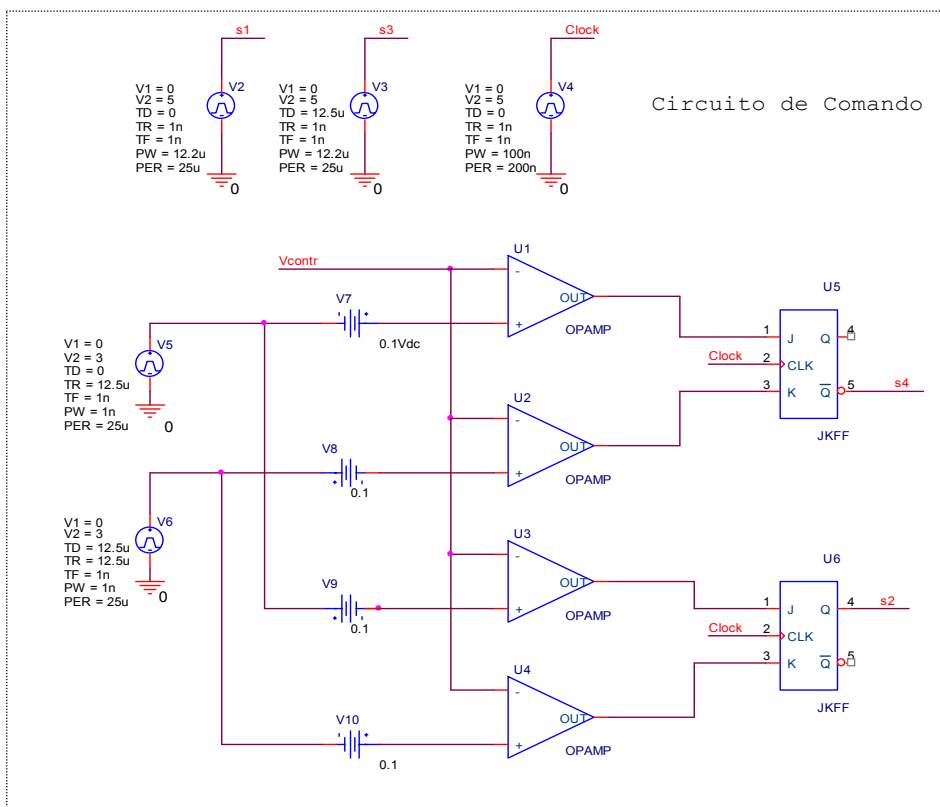 s1
s3
Clock
V2
V3
V4
V1 = 0
V2 = 5
TD = 0
TR = 1n
TF = 1n
PW = 12.2u
PER = 25u
V1 = 0
V2 = 5
TD = 12.5u
TR = 1n
TF = 1n
PW = 12.2u
PER = 25u
V1 = 0
V2 = 5
TD = 0
TR = 1n
TF = 1n
PW = 100n
PER = 200n
Circuito de Comando
0
0
0
Vcontr
U1
-
+
OUT
OPAMP
V7
-
+
0.1Vdc
V5
V1 = 0
V2 = 3
TD = 0
TR = 12.5u
TF = 1n
PW = 1n
PER = 25u
0
U2
-
+
OUT
OPAMP
V8
+
-
0.1
U5
1
J
Q
4
Clock
2
CLK
3
K
Q
5
s4
JKFF
V6
V1 = 0
V2 = 3
TD = 12.5u
TR = 12.5u
TF = 1n
PW = 1n
PER = 25u
0
U3
-
+
OUT
OPAMP
V9
+
-
0.1
U6
1
J
Q
4
s2
Clock
2
CLK
3
K
Q
5
JKFF
U4
-
+
OUT
OPAMP
V10
-
+
0.1